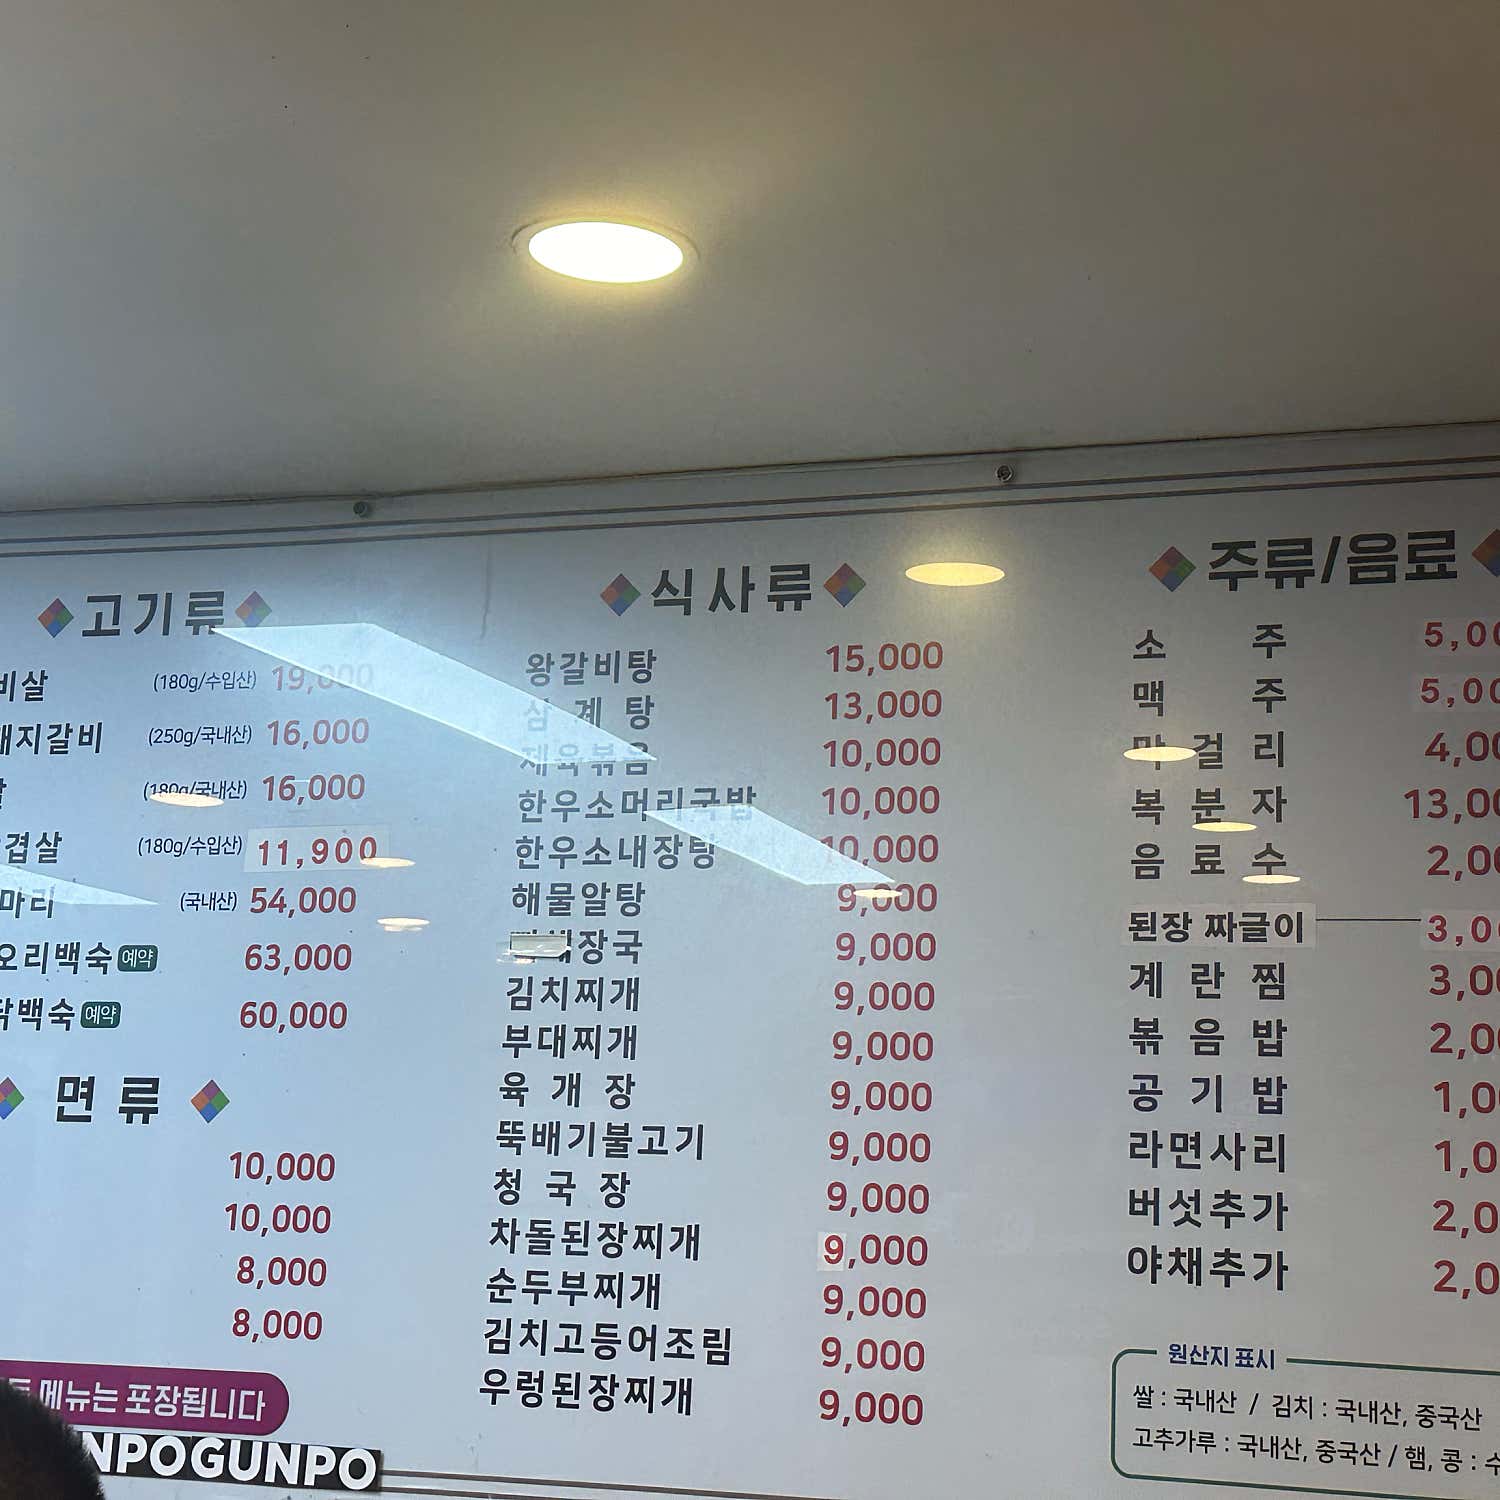 고기류
비살 (180g/수입산) 19,000
돼지갈비 (250g/국내산) 16,000
살 (180g/국내산) 16,000
겹살 (180g/수입산) 11,900
마리 (국내산) 54,000
오리백숙 예약 63,000
닭백숙 예약 60,000
면류
10,000
10,000
8,000
8,000
메뉴는 포장됩니다
NPOGUNPO
식사류
왕갈비탕 15,000
삼계탕 13,000
제육볶음 10,000
한우소머리국밥 10,000
한우소내장탕 10,000
해물알탕 9,000
장국 9,000
김치찌개 9,000
부대찌개 9,000
육개장 9,000
뚝배기불고기 9,000
청국장 9,000
차돌된장찌개 9,000
순두부찌개 9,000
김치고등어조림 9,000
우렁된장찌개 9,000
주류/음료
소주 5,00
맥주 5,00
막걸리 4,00
복분자 13,00
음료수 2,00
된장 짜글이 3,00
계란찜 3,00
볶음밥 2,00
공기밥 1,00
라면사리 1,0
버섯추가 2,0
야채추가 2,0
원산지 표시
쌀 : 국내산 / 김치 : 국내산, 중국산
고추가루 : 국내산, 중국산 / 햄, 콩 : 수